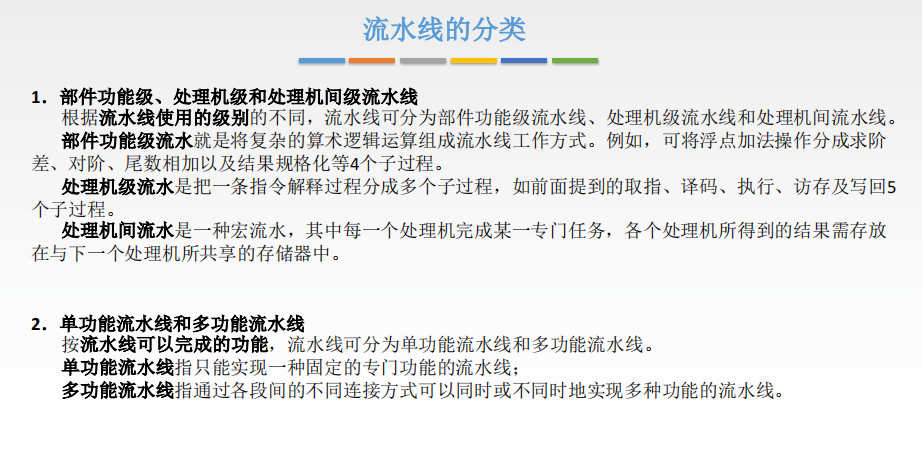 流水线的分类
1．部件功能级、处理机级和处理机间级流水线
根据流水线使用的级别的不同，流水线可分为部件功能级流水线、处理机级流水线和处理机间流水线。
部件功能级流水就是将复杂的算术逻辑运算组成流水线工作方式。例如，可将浮点加法操作分成求阶
差、对阶、尾数相加以及结果规格化等4个子过程。
处理机级流水是把一条指令解释过程分成多个子过程，如前面提到的取指、译码、执行、访存及写回5
个子过程。
处理机间流水是一种宏流水，其中每一个处理机完成某一专门任务，各个处理机所得到的结果需存放
在与下一个处理机所共享的存储器中。
2．单功能流水线和多功能流水线
按流水线可以完成的功能，流水线可分为单功能流水线和多功能流水线。
单功能流水线指只能实现一种固定的专门功能的流水线；
多功能流水线指通过各段间的不同连接方式可以同时或不同时地实现多种功能的流水线。